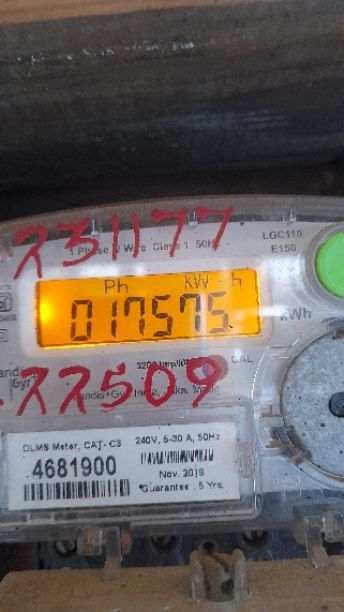 231177
1 Phase 2 Wire Class 1 50Hz
LGC110
E150
Ph kW h
017575
kWh
3200 imp/kWh
CAL
22509
DLMS Meter, CAT- C3
240V, 5-30 A, 50Hz
4681900
Nov. 2019
Guarantee : 5 Yrs.